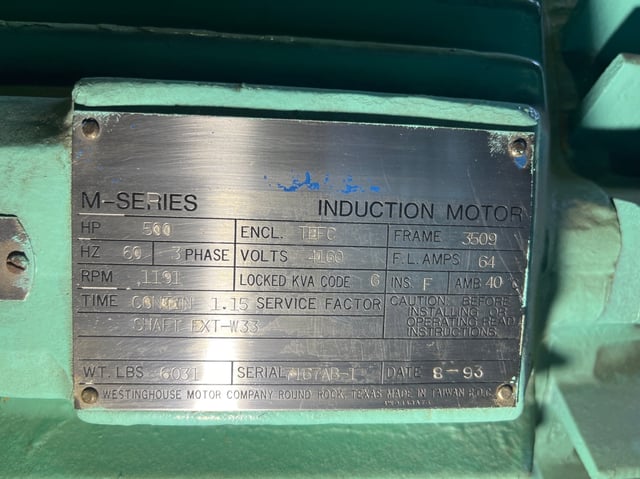 M-SERIES INDUCTION MOTOR
HP 500 ENCL. TEFC FRAME 3509
HZ 60 3 PHASE VOLTS 4160 F.L. AMPS 64
RPM 1191 LOCKED KVA CODE G INS F AMB 40
TIME 1.15 SERVICE FACTOR CAUTION: BEFORE
INSTALLING OR
SHAFT EXT-W33 OPERATING READ
INSTRUCTIONS.
WT. LBS 6031 SERIAL DATE 8-93
WESTINGHOUSE MOTOR COMPANY ROUND ROCK, TEXAS MADE IN TAIWAN R.O.C.